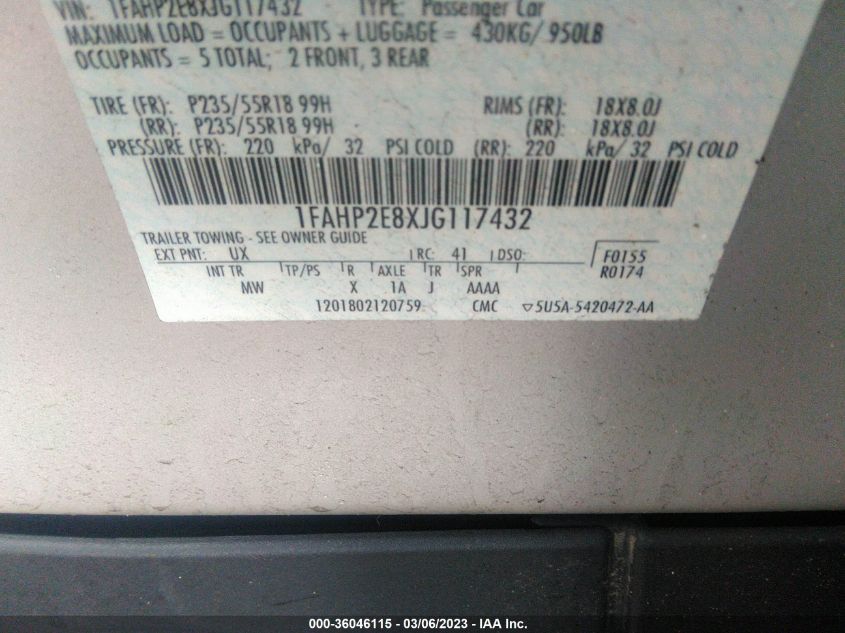 VIN: 1FAHP2E8XJG117432 TYPE: Passenger Car
MAXIMUM LOAD = OCCUPANTS + LUGGAGE = 430KG/ 950LB
OCCUPANTS = 5 TOTAL; 2 FRONT, 3 REAR
TIRE (FR): P235/55R18 99H RIMS (FR): 18X8.0J
(RR): P235/55R18 99H (RR): 18X8.0J
PRESSURE (FR): 220 kPa/ 32 PSI COLD (RR): 220 kPa/ 32 PSI COLD
1FAHP2E8XJG117432
TRAILER TOWING - SEE OWNER GUIDE
EXT PNT: UX RC: 41 DSO: F0155
INT TR TP/PS R AXLE TR SPR R0174
MW X 1A J AAAA
1201802120759 CMC ▽5U5A-5420472-AA
000-36046115 - 03/06/2023 - IAA Inc.